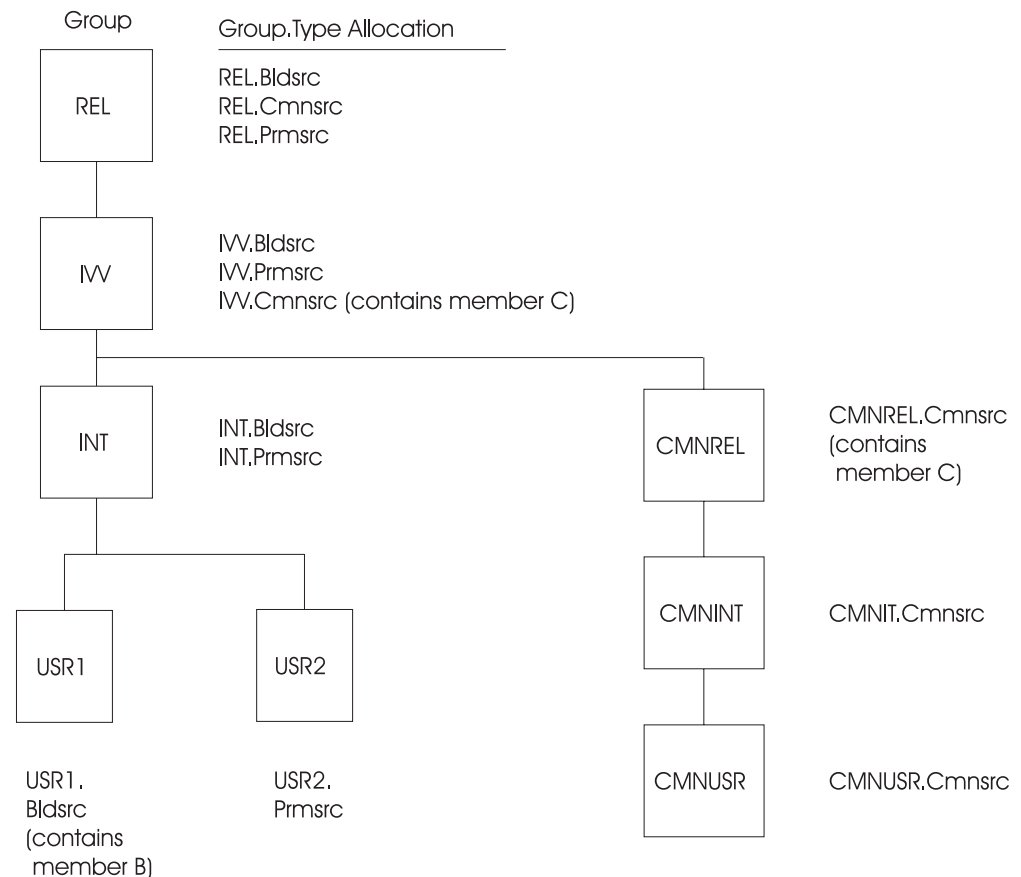 Group
Group.Type Allocation
REL
REL.Bldsrc
REL.Cmnsrc
REL.Prmsrc
IVV
IVV.Bldsrc
IVV.Prmsrc
IVV.Cmnsrc (contains member C)
INT
INT.Bldsrc
INT.Prmsrc
CMNREL
CMNREL.Cmnsrc
(contains
member C)
CMNINT
CMNIT.Cmnsrc
USR1
USR2
USR1.
Bldsrc
(contains
member B)
USR2.
Prmsrc
CMNUSR
CMNUSR.Cmnsrc